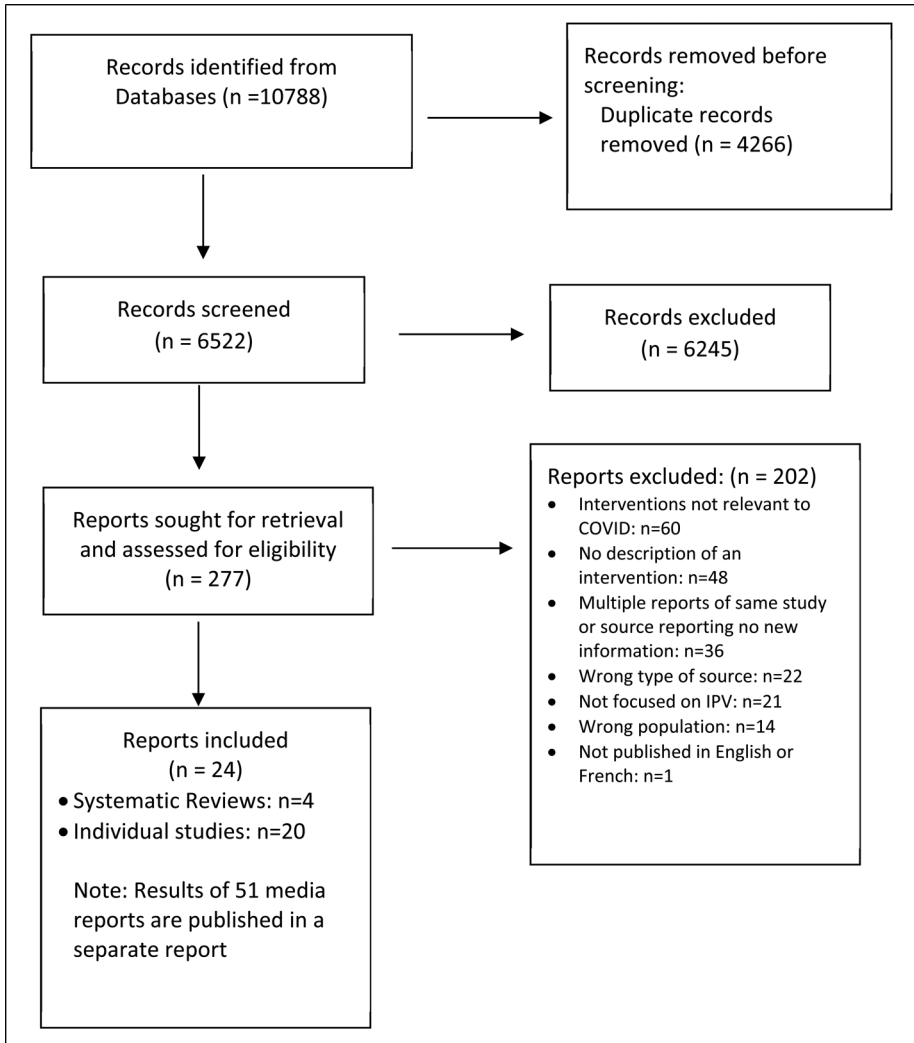 Records identified from
Databases (n =10788)
Records removed before
screening:
Duplicate records
removed (n = 4266)
Records screened
(n = 6522)
Records excluded
(n = 6245)
Reports sought for retrieval
and assessed for eligibility
(n = 277)
Reports excluded: (n = 202)
• Interventions not relevant to
COVID: n=60
• No description of an
intervention: n=48
• Multiple reports of same study
or source reporting no new
information: n=36
• Wrong type of source: n=22
• Not focused on IPV: n=21
• Wrong population: n=14
• Not published in English or
French: n=1
Reports included
(n = 24)
• Systematic Reviews: n=4
• Individual studies: n=20
Note: Results of 51 media
reports are published in a
separate report